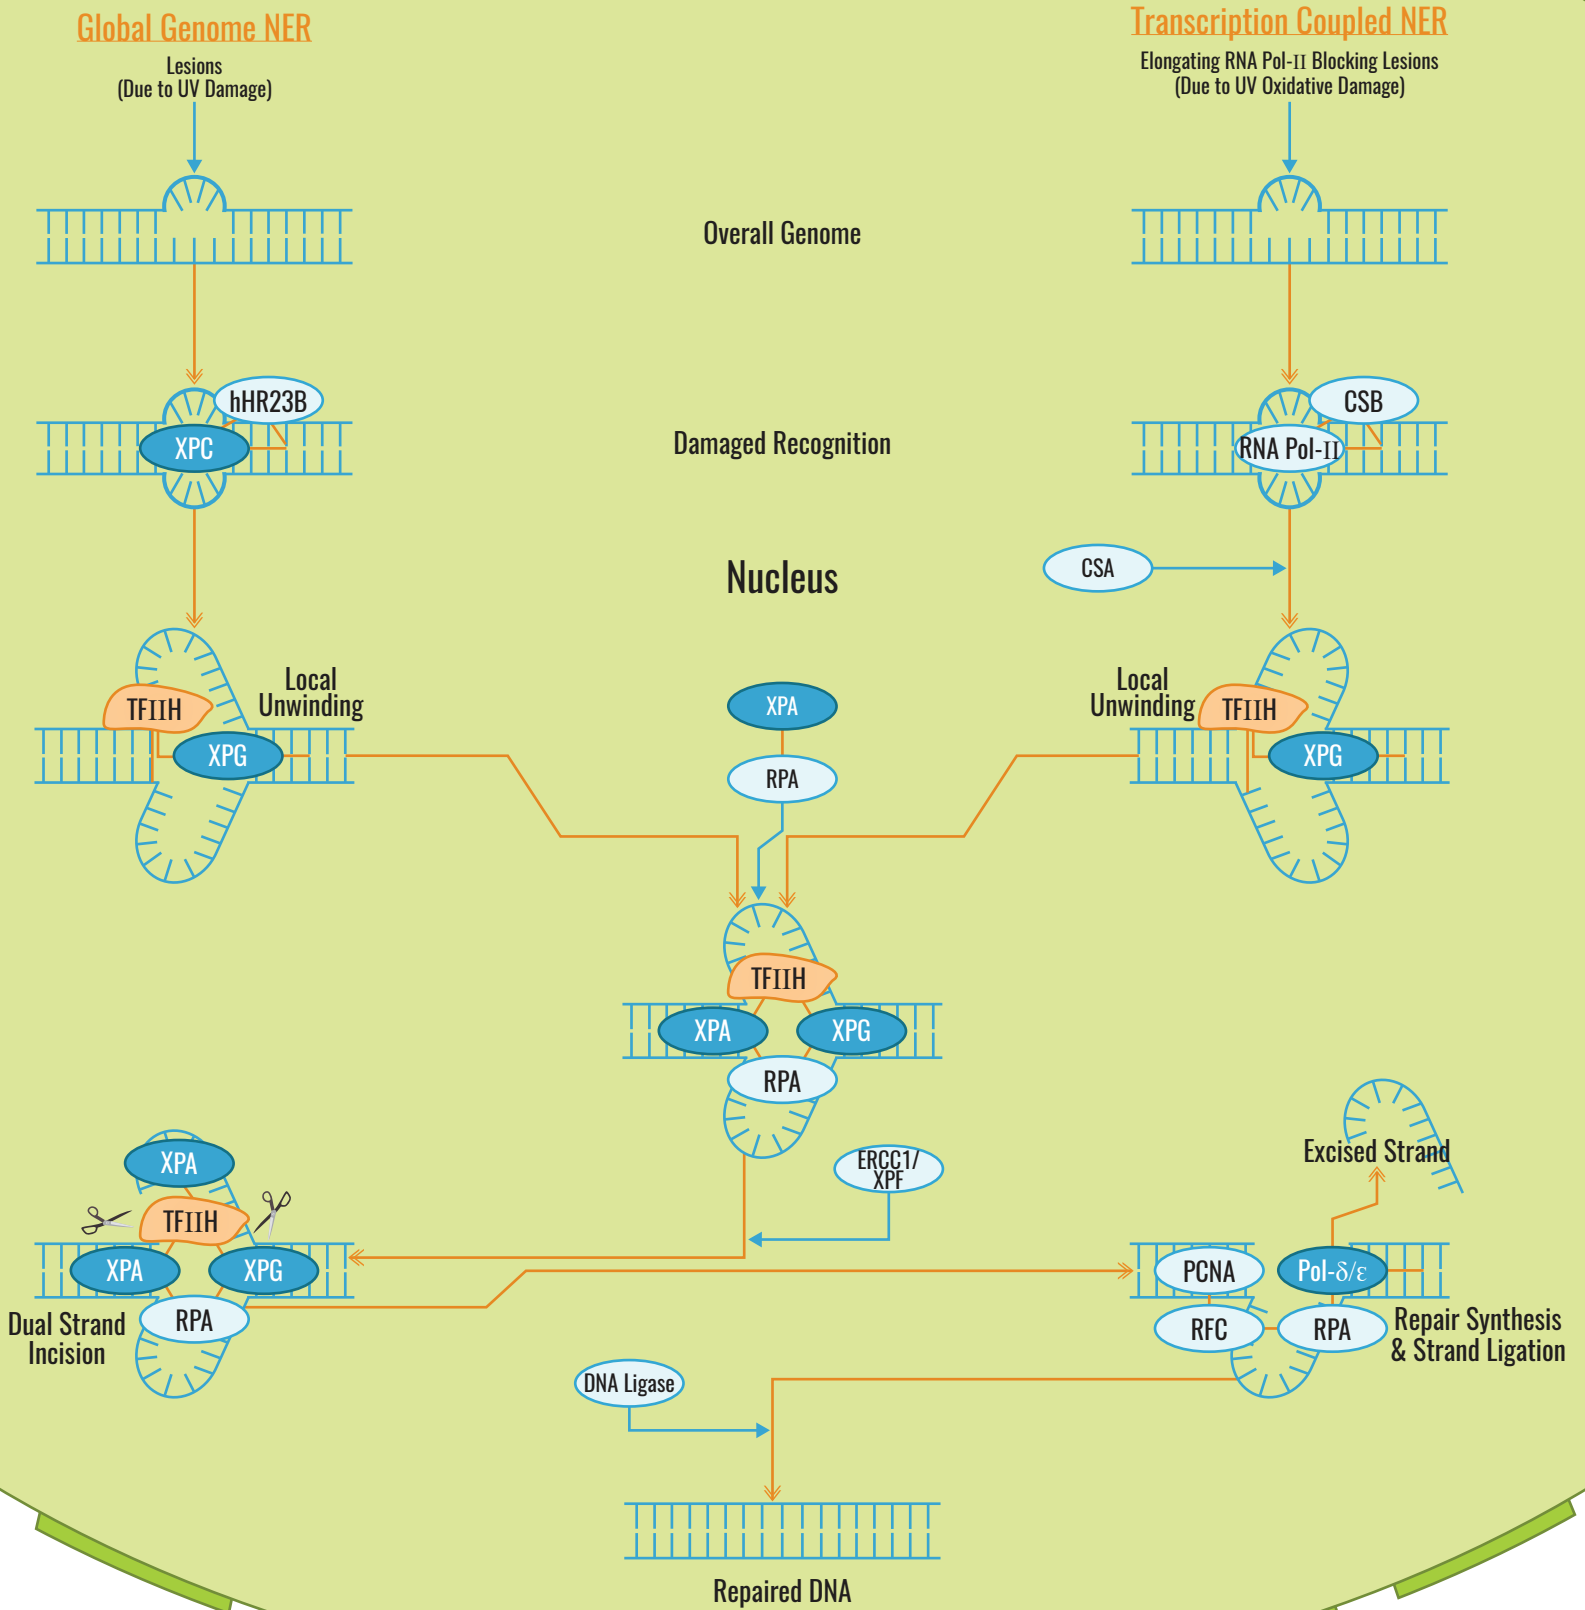 Global Genome NER
Lesions
(Due to UV Damage)
Transcription Coupled NER
Elongating RNA Pol-II Blocking Lesions
(Due to UV Oxidative Damage)
Overall Genome
hHR23B
XPC
Damaged Recognition
CSB
RNA Pol-II
Nucleus
CSA
Local
Unwinding
TFIIH
XPG
XPA
RPA
Local
Unwinding
TFIIH
XPG
TFIIH
XPA
XPG
RPA
ERCC1/
XPF
XPA
TFIIH
XPA
XPG
RPA
Dual Strand
Incision
Excised Strand
PCNA
Pol-δ/ε
RFC
RPA
Repair Synthesis
& Strand Ligation
DNA Ligase
Repaired DNA